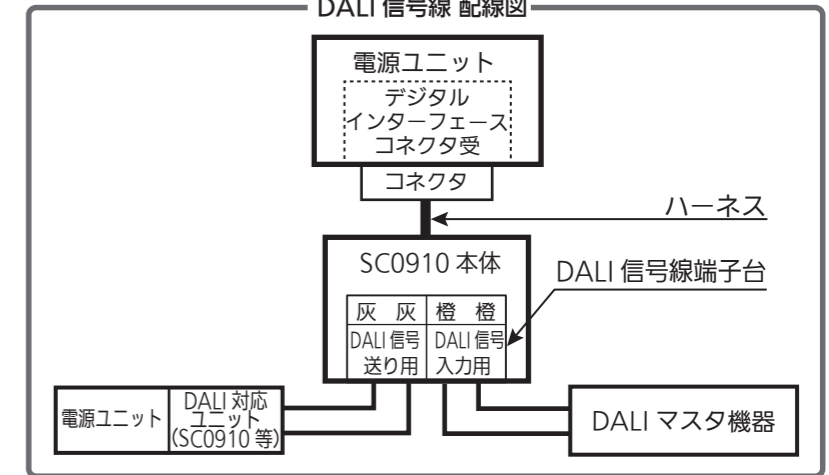 DALI 信号線 配線図
電源ユニット
デジタル
インターフェース
コネクタ受
コネクタ
ハーネス
SC0910 本体
DALI 信号線端子台
灰 灰 橙 橙
DALI 信号 DALI 信号
送り用 入力用
電源ユニット
DALI 対応
ユニット
(SC0910 等)
DALI マスタ機器